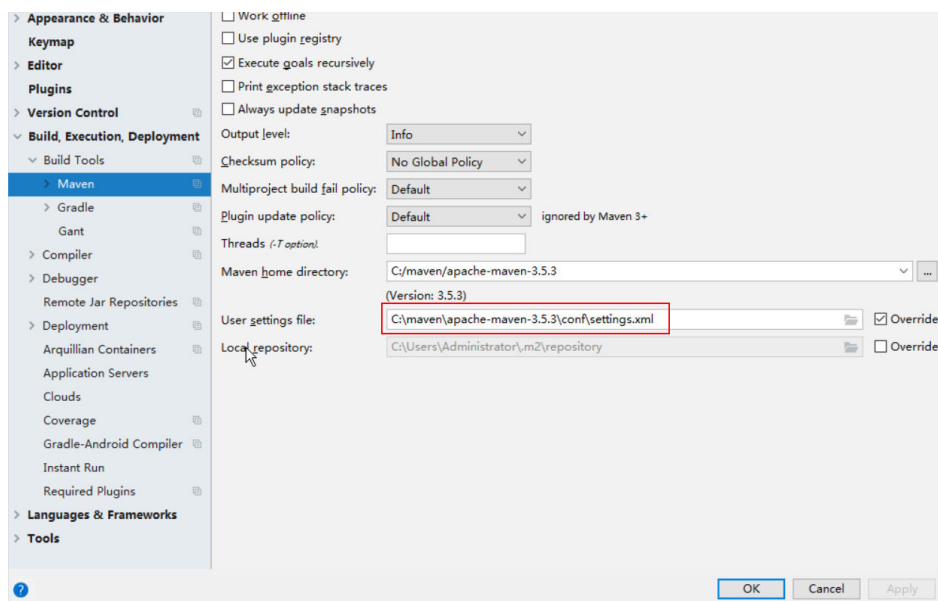 Appearance & Behavior
Keymap
Editor
Plugins
Version Control
Build, Execution, Deployment
Build Tools
Maven
Gradle
Gant
Compiler
Debugger
Remote Jar Repositories
Deployment
Arquillian Containers
Application Servers
Clouds
Coverage
Gradle-Android Compiler
Instant Run
Required Plugins
Languages & Frameworks
Tools
Work offline
Use plugin registry
Execute goals recursively
Print exception stack traces
Always update snapshots
Output level: Info
Checksum policy: No Global Policy
Multiproject build fail policy: Default
Plugin update policy: Default ignored by Maven 3+
Threads (-T option).
Maven home directory: C:/maven/apache-maven-3.5.3 ...
(Version: 3.5.3)
User settings file: C:\maven\apache-maven-3.5.3\conf\settings.xml Override
Local repository: C:\Users\Administrator\.m2\repository Override
? OK Cancel Apply